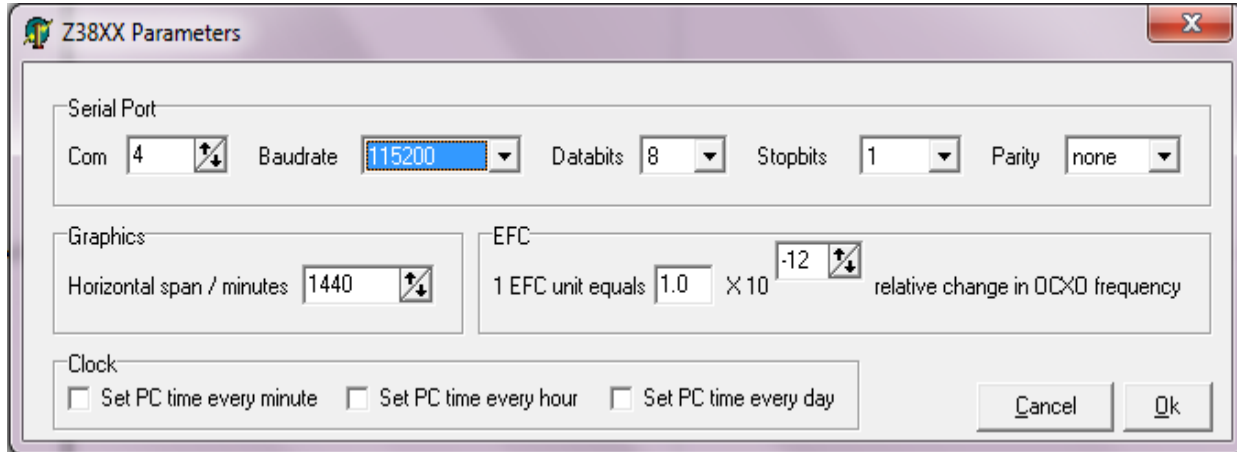 Z38XX Parameters
Serial Port
Com 4 Baudrate 115200 Databits 8 Stopbits 1 Parity none
Graphics
Horizontal span / minutes 1440
EFC
1 EFC unit equals 1.0 X 10 -12 relative change in OCXO frequency
Clock
Set PC time every minute Set PC time every hour Set PC time every day
Cancel Ok